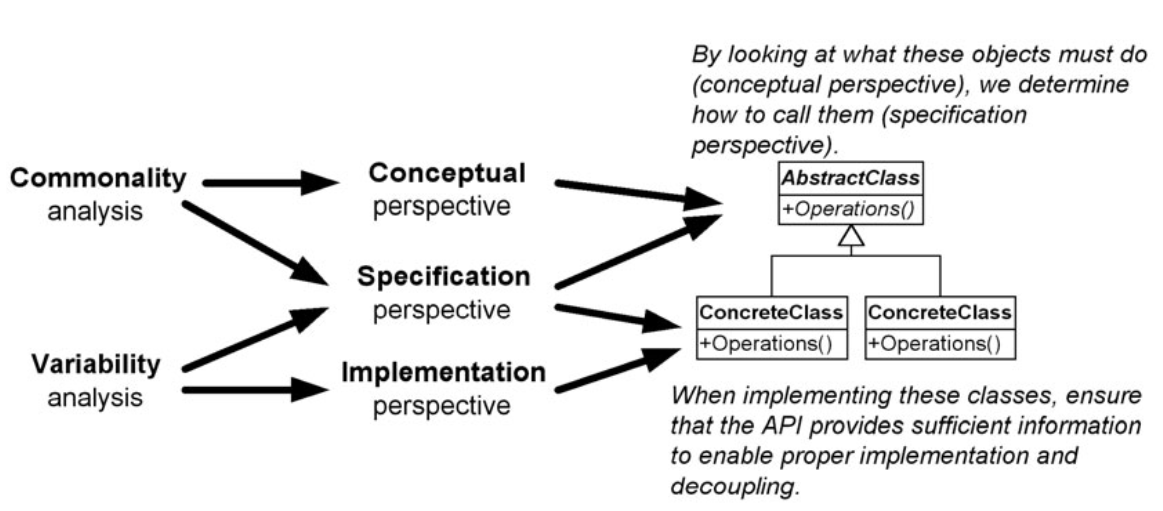 By looking at what these objects must do
(conceptual perspective), we determine
how to call them (specification
perspective).
Commonality
analysis
Conceptual
perspective
AbstractClass
+Operations()
Specification
perspective
ConcreteClass
+Operations()
ConcreteClass
+Operations()
Variability
analysis
Implementation
perspective
When implementing these classes, ensure
that the API provides sufficient information
to enable proper implementation and
decoupling.